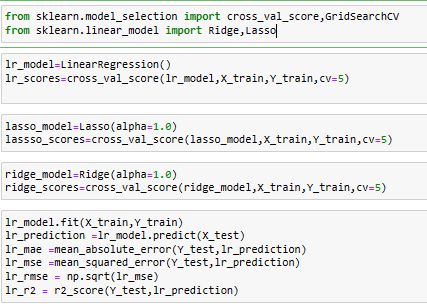 from sklearn.model_selection import cross_val_score,GridSearchCV
from sklearn.linear_model import Ridge,Lasso
lr_model=LinearRegression()
lr_scores=cross_val_score(lr_model,X_train,Y_train,cv=5)
lasso_model=Lasso(alpha=1.0)
lassso_scores=cross_val_score(lasso_model,X_train,Y_train,cv=5)
ridge_model=Ridge(alpha=1.0)
ridge_scores=cross_val_score(ridge_model,X_train,Y_train,cv=5)
lr_model.fit(X_train,Y_train)
lr_prediction =lr_model.predict(X_test)
lr_mae =mean_absolute_error(Y_test,lr_prediction)
lr_mse =mean_squared_error(Y_test,lr_prediction)
lr_rmse = np.sqrt(lr_mse)
lr_r2 = r2_score(Y_test,lr_prediction)